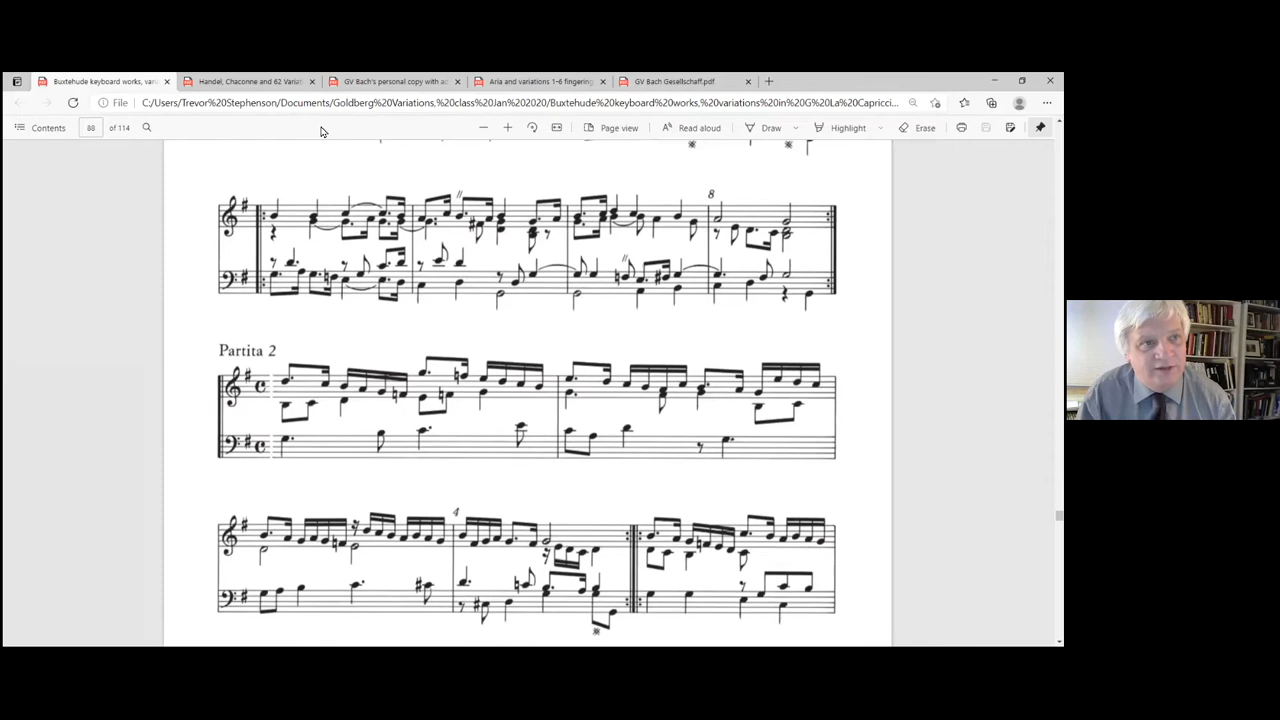 Buxtehude keyboard works, vari
Handel, Chaconne and 62 Variat
GV Bach's personal copy with ac
Aria and variations 1-6 fingering
GV Bach Gesellschaff.pdf
File
C:/Users/Trevor%20Stephenson/Documents/Goldberg%20Variations,%20class%20Jan%202020/Buxtehude%20keyboard%20works,%20variations%20in%20G%20La%20Capricci...
Contents
88
of 114
Page view
Read aloud
Draw
Highlight
Erase
8
Partita 2
4